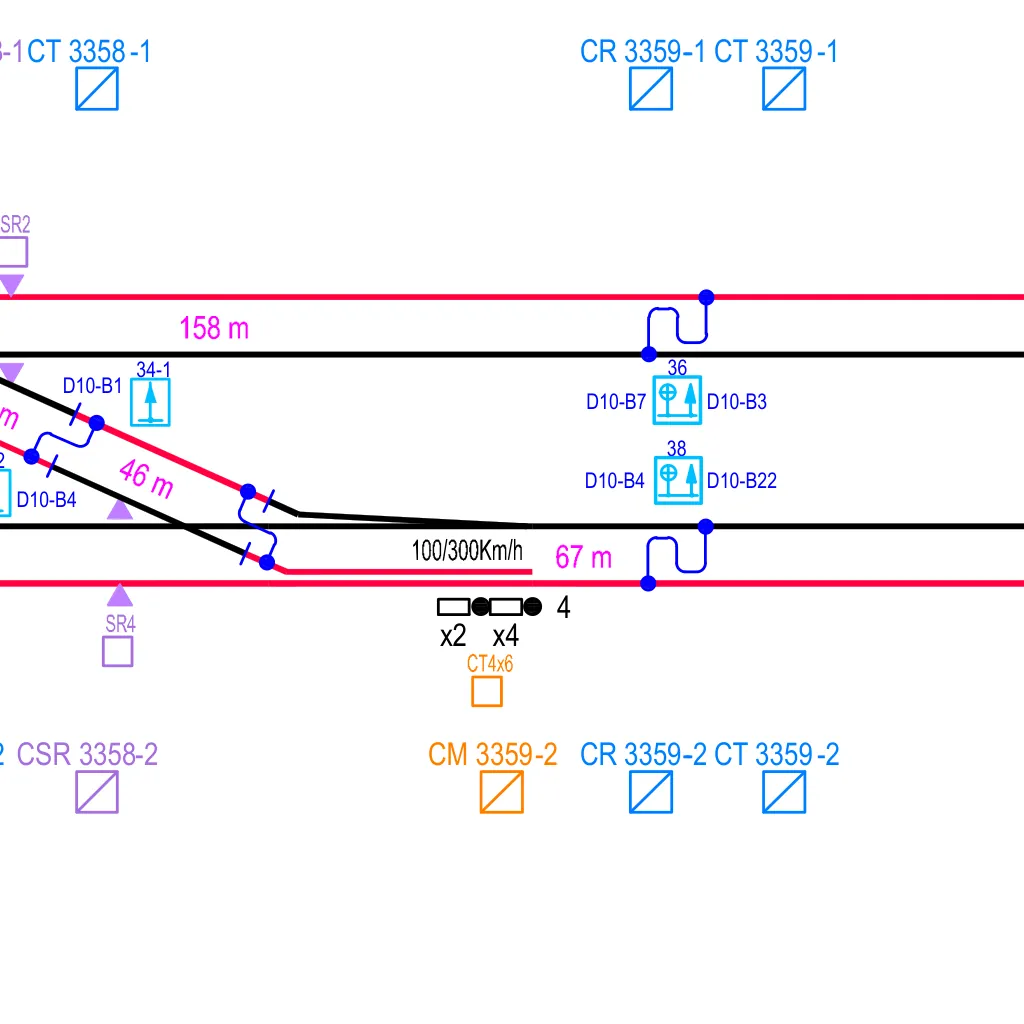 CT 3358 -1
CR 3359-1
CT 3359 -1
SR2
158 m
34-1
D10-B1
36
D10-B7
D10-B3
m
46 m
38
D10-B4
D10-B4
D10-B22
100/300Km/h
67 m
4
x2
x4
SR4
CT4x6
CSR 3358-2
CM 3359 -2
CR 3359-2
CT 3359 -2